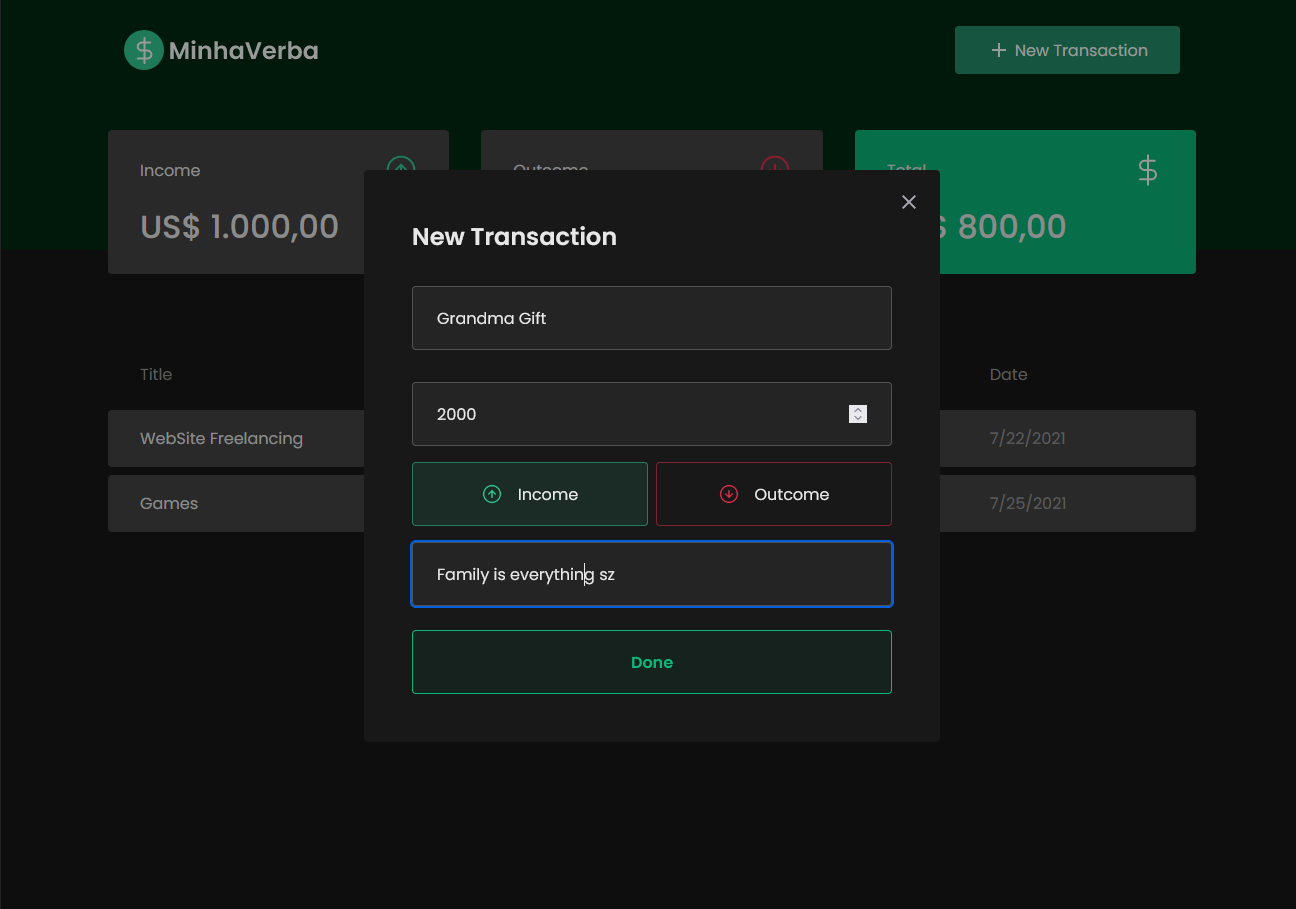 $ MinhaVerba
+ New Transaction
Income
Outcome
Total
$
US$ 1.000,00
$ 800,00
New Transaction
Grandma Gift
2000
Income
Outcome
Family is everything sz
Done
Title
Date
WebSite Freelancing
7/22/2021
Games
7/25/2021